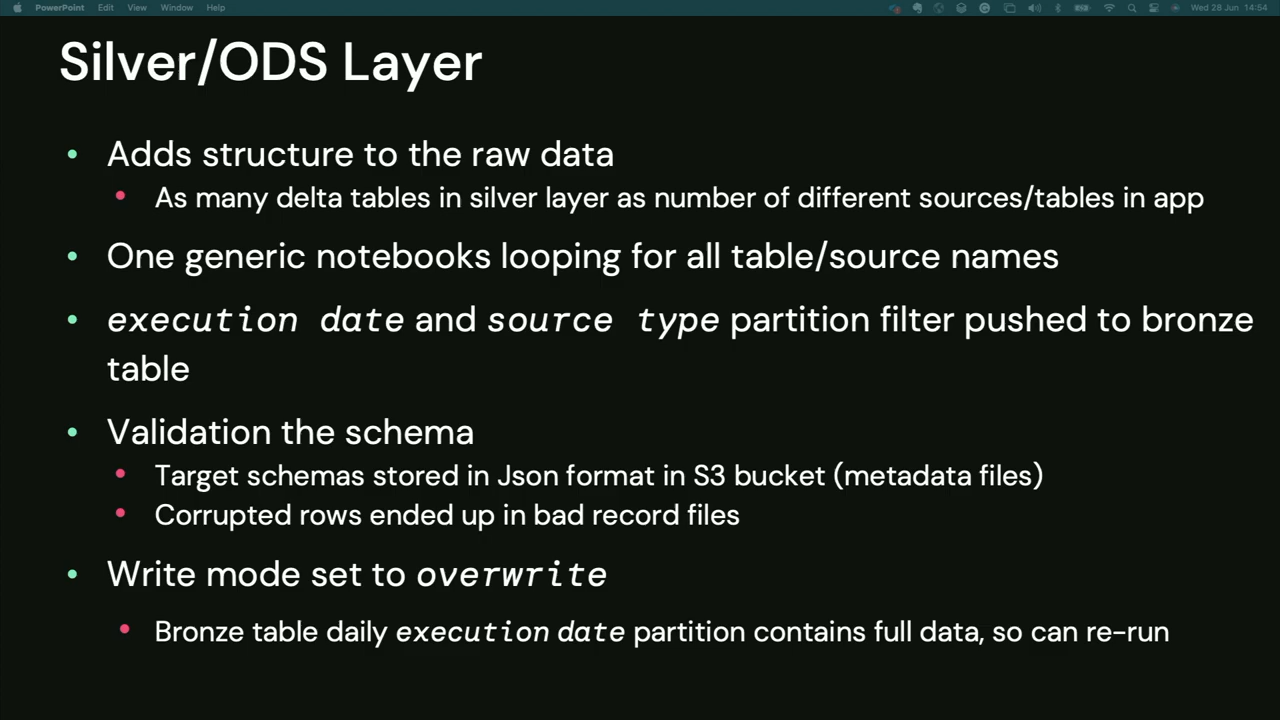 PowerPoint File Edit View Window Help Wed 28 Jun 14:54
Silver/ODS Layer
• Adds structure to the raw data
• As many delta tables in silver layer as number of different sources/tables in app
• One generic notebooks looping for all table/source names
• execution date and source type partition filter pushed to bronze
table
• Validation the schema
• Target schemas stored in Json format in S3 bucket (metadata files)
• Corrupted rows ended up in bad record files
• Write mode set to overwrite
• Bronze table daily execution date partition contains full data, so can re-run